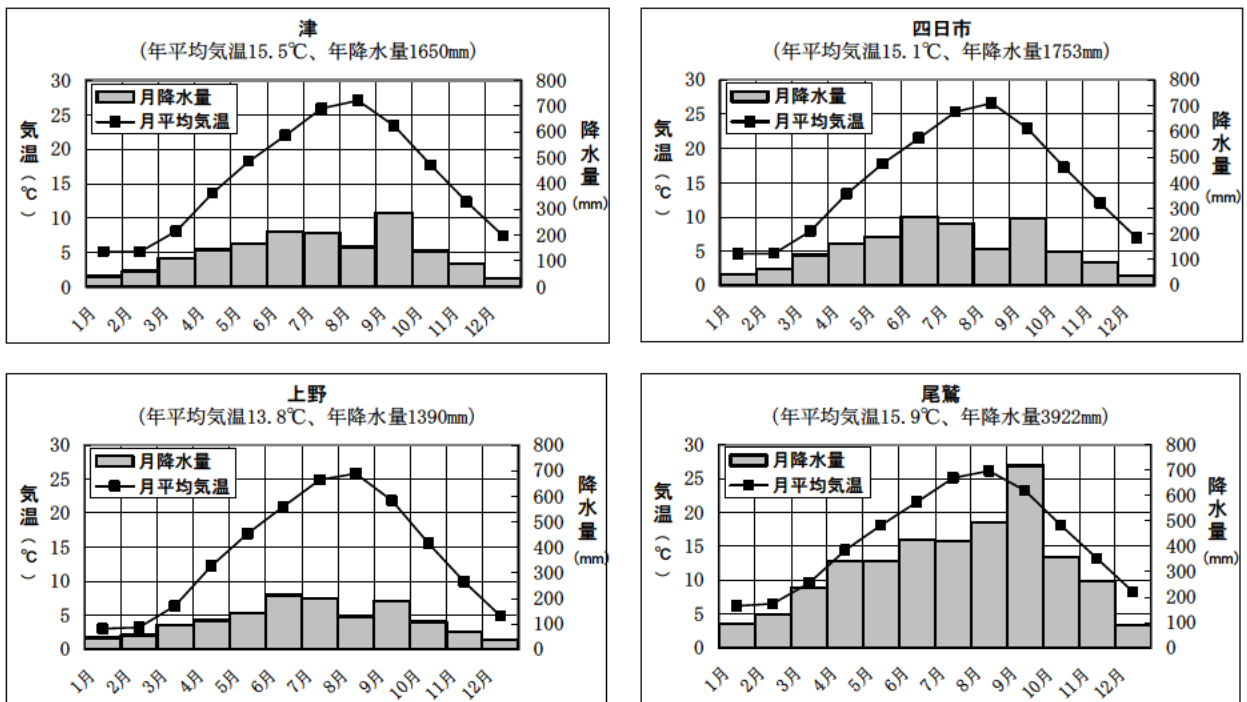 津
(年平均気温15.5℃、年降水量1650mm)
30
25
20
15
10
5
0
気温(℃)
月降水量
月平均気温
800
700
600
500
400
300
200
100
0
降水量(mm)
1月 2月 3月 4月 5月 6月 7月 8月 9月 10月 11月 12月
四日市
(年平均気温15.1℃、年降水量1753mm)
30
25
20
15
10
5
0
気温(℃)
月降水量
月平均気温
800
700
600
500
400
300
200
100
0
降水量(mm)
1月 2月 3月 4月 5月 6月 7月 8月 9月 10月 11月 12月
上野
(年平均気温13.8℃、年降水量1390mm)
30
25
20
15
10
5
0
気温(℃)
月降水量
月平均気温
800
700
600
500
400
300
200
100
0
降水量(mm)
1月 2月 3月 4月 5月 6月 7月 8月 9月 10月 11月 12月
尾鷲
(年平均気温15.9℃、年降水量3922mm)
30
25
20
15
10
5
0
気温(℃)
月降水量
月平均気温
800
700
600
500
400
300
200
100
0
降水量(mm)
1月 2月 3月 4月 5月 6月 7月 8月 9月 10月 11月 12月